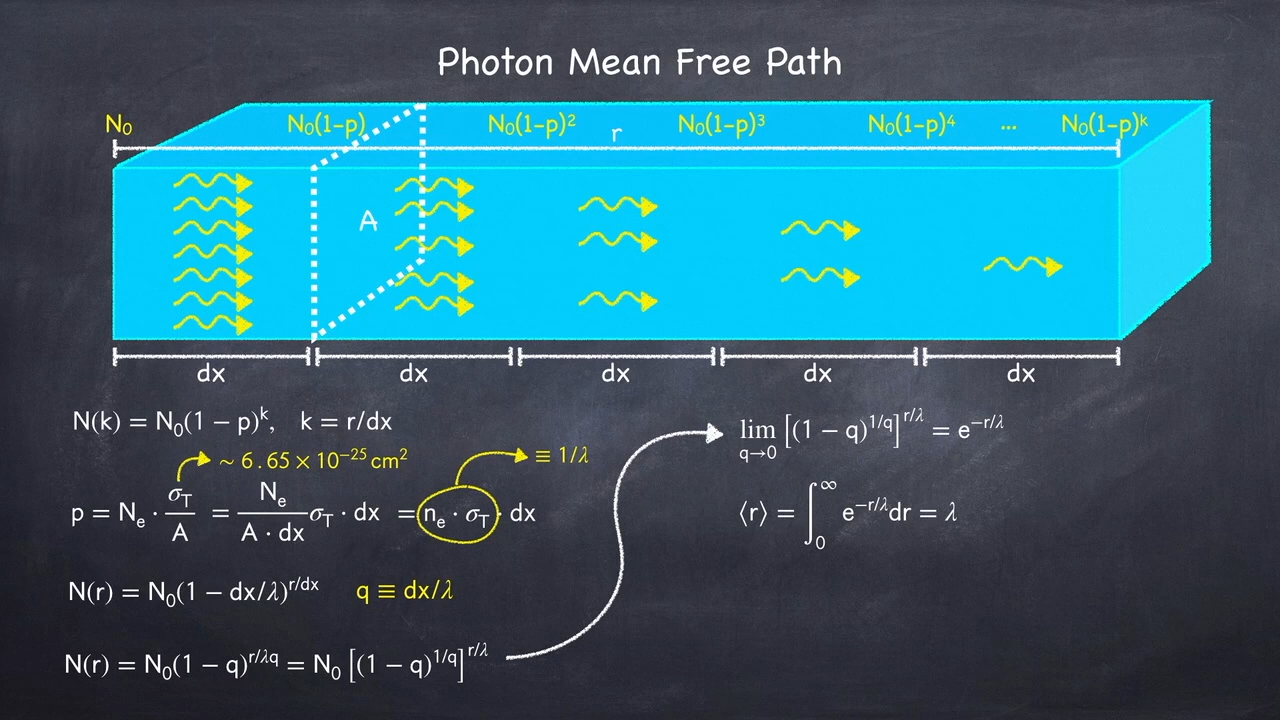 Photon Mean Free Path
N₀ N₀(1-p) N₀(1-p)² N₀(1-p)³ N₀(1-p)⁴ ... N₀(1-p)ᵏ
r
A
dx dx dx dx dx
N(k) = N₀(1 − p)ᵏ, k = r/dx
~ 6.65 × 10⁻²⁵ cm²
≡ 1/λ
p = Nₑ · σ_T/A = Nₑ/(A · dx) σ_T · dx = nₑ · σ_T · dx
N(r) = N₀(1 − dx/λ)^{r/dx} q ≡ dx/λ
N(r) = N₀(1 − q)^{r/λq} = N₀ [(1 − q)^{1/q}]^{r/λ}
lim_{q→0} [(1 − q)^{1/q}]^{r/λ} = e^{−r/λ}
⟨r⟩ = ∫₀^∞ e^{−r/λ}dr = λ